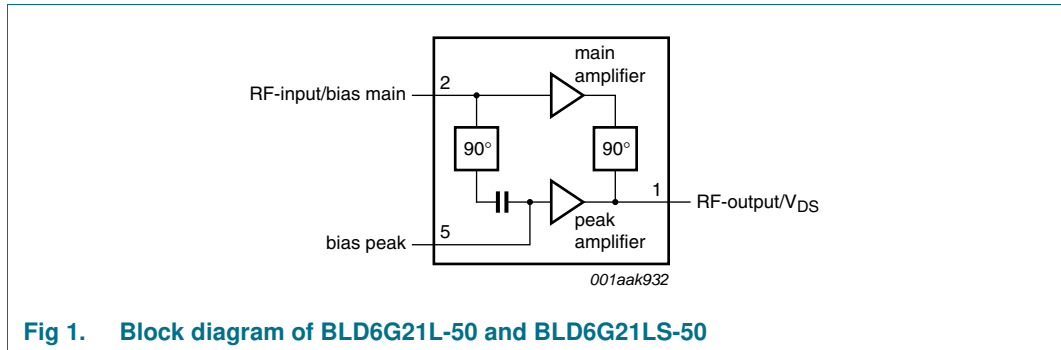 main
amplifier
2
RF-input/bias main
90°
90°
1
RF-output/V_DS
peak
amplifier
5
bias peak
001aak932
Fig 1. Block diagram of BLD6G21L-50 and BLD6G21LS-50